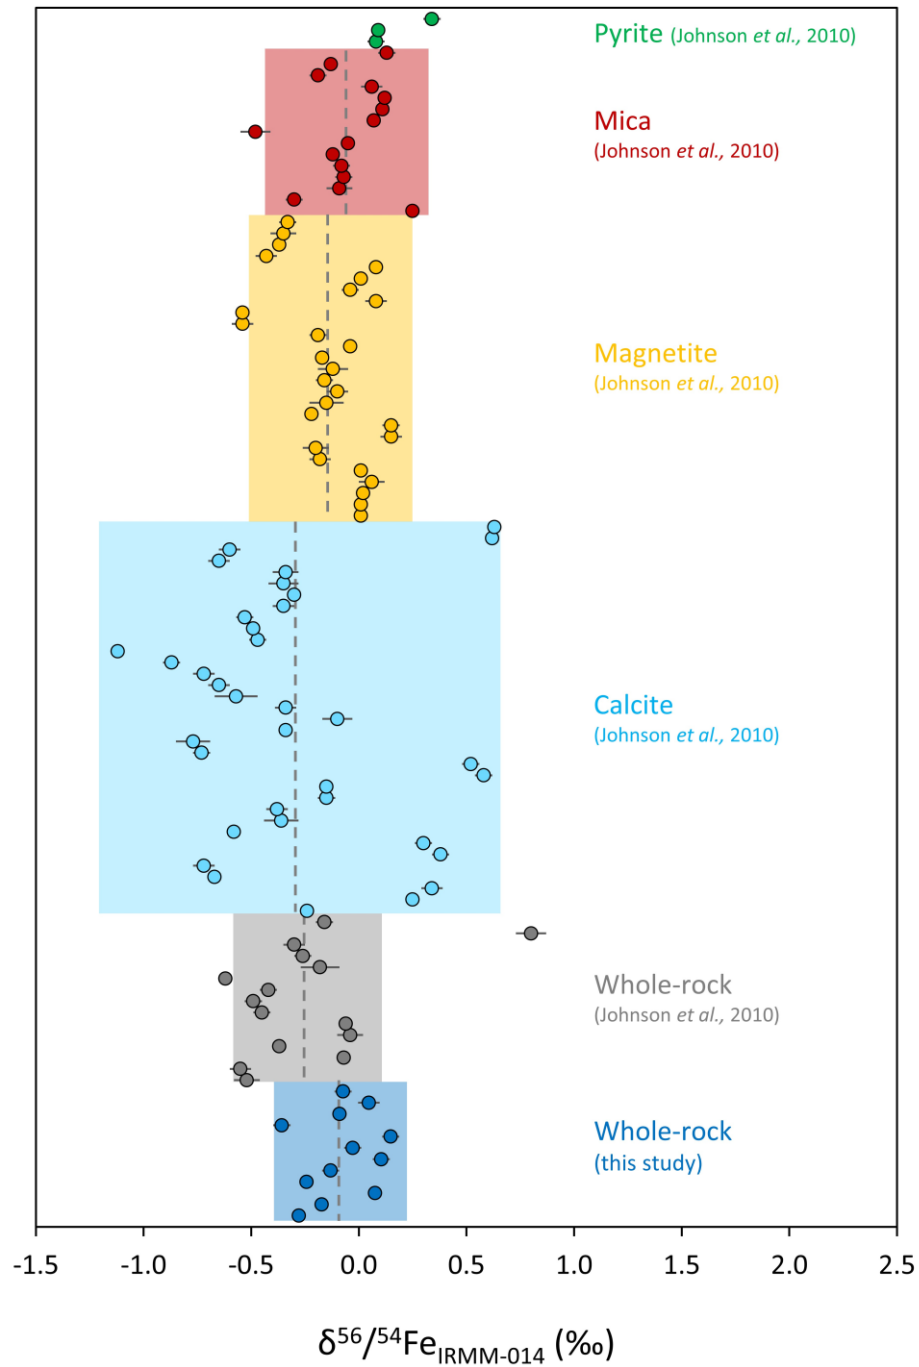 Pyrite (Johnson et al., 2010)
Mica
(Johnson et al., 2010)
Magnetite
(Johnson et al., 2010)
Calcite
(Johnson et al., 2010)
Whole-rock
(Johnson et al., 2010)
Whole-rock
(this study)
-1.5 -1.0 -0.5 0.0 0.5 1.0 1.5 2.0 2.5
δ⁵⁶/⁵⁴Fe_IRMM-014 (‰)